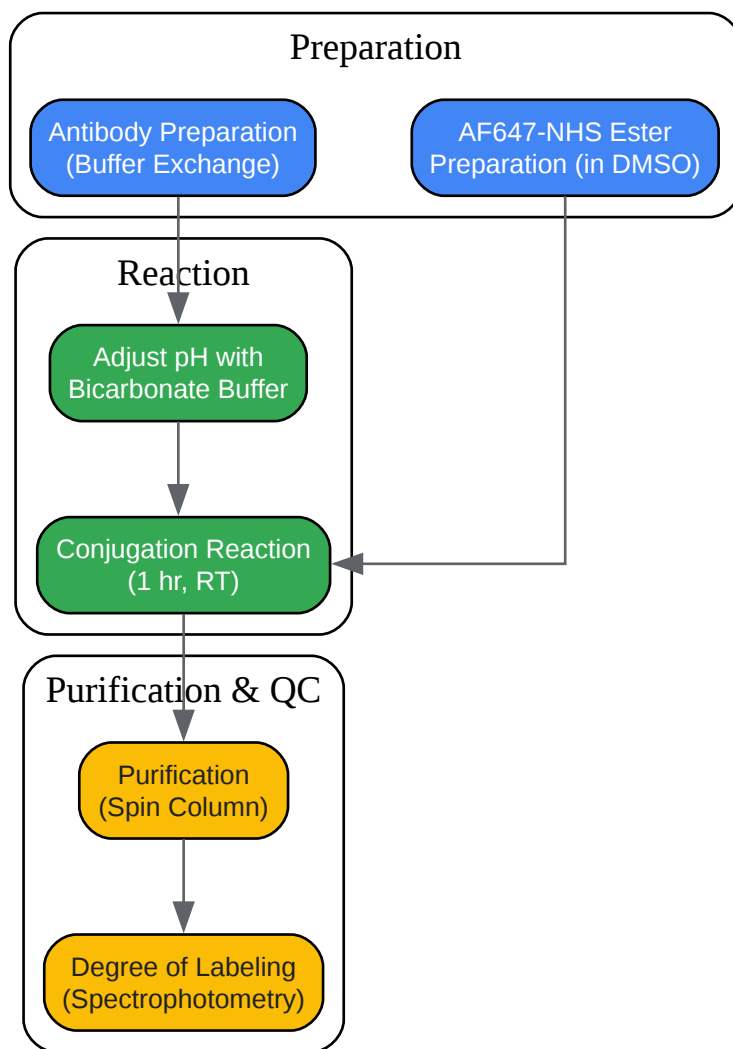 Preparation
Antibody Preparation
(Buffer Exchange)
AF647-NHS Ester
Preparation (in DMSO)
Reaction
Adjust pH with
Bicarbonate Buffer
Conjugation Reaction
(1 hr, RT)
Purification & QC
Purification
(Spin Column)
Degree of Labeling
(Spectrophotometry)